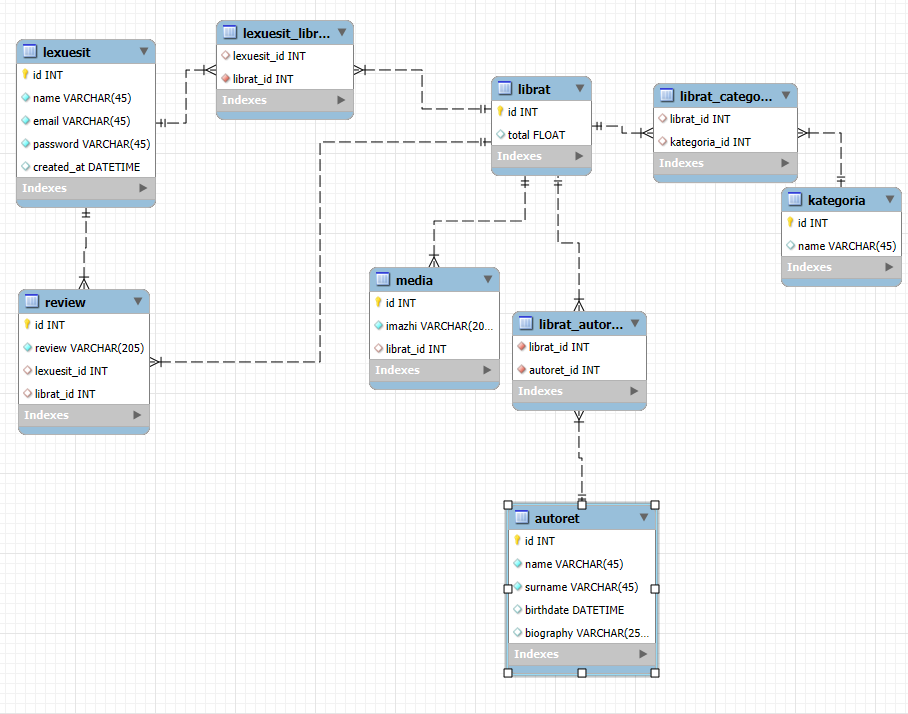 lexuesit
id INT
name VARCHAR(45)
email VARCHAR(45)
password VARCHAR(45)
created_at DATETIME
Indexes
lexuesit_libr...
lexuesit_id INT
librat_id INT
Indexes
librat
id INT
total FLOAT
Indexes
librat_catego...
librat_id INT
kategoria_id INT
Indexes
kategoria
id INT
name VARCHAR(45)
Indexes
review
id INT
review VARCHAR(205)
lexuesit_id INT
librat_id INT
Indexes
media
id INT
imazhi VARCHAR(20...
librat_id INT
Indexes
librat_autor...
librat_id INT
autoret_id INT
Indexes
autoret
id INT
name VARCHAR(45)
surname VARCHAR(45)
birthdate DATETIME
biography VARCHAR(25...
Indexes